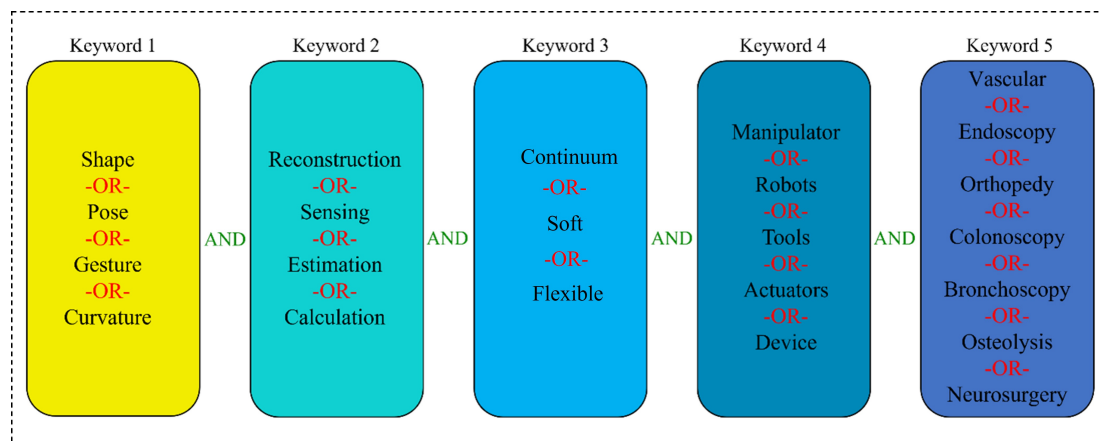 Keyword 1
Shape
-OR-
Pose
-OR-
Gesture
-OR-
Curvature
AND
Keyword 2
Reconstruction
-OR-
Sensing
-OR-
Estimation
-OR-
Calculation
AND
Keyword 3
Continuum
-OR-
Soft
-OR-
Flexible
AND
Keyword 4
Manipulator
-OR-
Robots
-OR-
Tools
-OR-
Actuators
-OR-
Device
AND
Keyword 5
Vascular
-OR-
Endoscopy
-OR-
Orthopedy
-OR-
Colonoscopy
-OR-
Bronchoscopy
-OR-
Osteolysis
-OR-
Neurosurgery